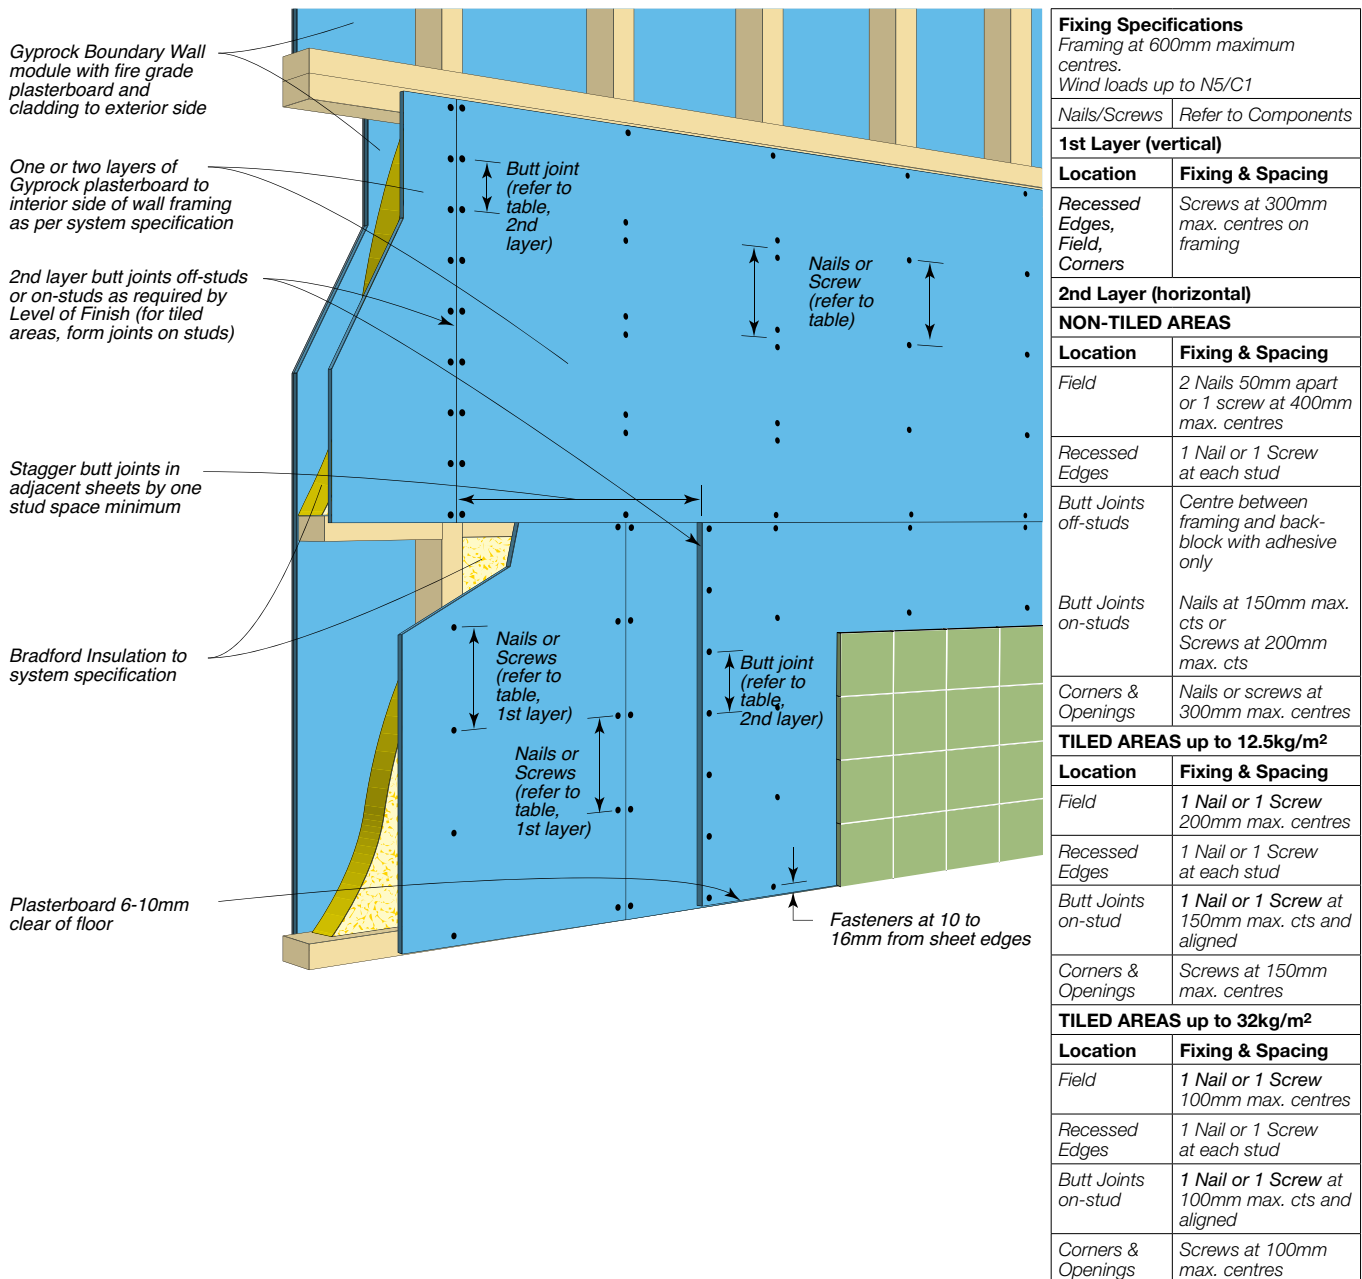 Gyprock Boundary Wall
module with fire grade
plasterboard and
cladding to exterior side
One or two layers of
Gyprock plasterboard to
interior side of wall framing
as per system specification
2nd layer butt joints off-studs
or on-studs as required by
Level of Finish (for tiled
areas, form joints on studs)
Stagger butt joints in
adjacent sheets by one
stud space minimum
Bradford Insulation to
system specification
Plasterboard 6-10mm
clear of floor
Butt joint
(refer to
table,
2nd
layer)
Nails or
Screw
(refer to
table)
Nails or
Screws
(refer to
table,
1st layer)
Nails or
Screws
(refer to
table,
1st layer)
Butt joint
(refer to
table,
2nd layer)
Fasteners at 10 to
16mm from sheet edges
Fixing Specifications
Framing at 600mm maximum
centres.
Wind loads up to N5/C1
Nails/Screws Refer to Components
1st Layer (vertical)
Location Fixing & Spacing
Recessed Screws at 300mm
Edges, max. centres on
Field, framing
Corners
2nd Layer (horizontal)
NON-TILED AREAS
Location Fixing & Spacing
Field 2 Nails 50mm apart
or 1 screw at 400mm
max. centres
Recessed 1 Nail or 1 Screw
Edges at each stud
Butt Joints Centre between
off-studs framing and back-
block with adhesive
only
Butt Joints Nails at 150mm max.
on-studs cts or
Screws at 200mm
max. cts
Corners & Nails or screws at
Openings 300mm max. centres
TILED AREAS up to 12.5kg/m2
Location Fixing & Spacing
Field 1 Nail or 1 Screw
200mm max. centres
Recessed 1 Nail or 1 Screw
Edges at each stud
Butt Joints 1 Nail or 1 Screw at
on-stud 150mm max. cts and
aligned
Corners & Screws at 150mm
Openings max. centres
TILED AREAS up to 32kg/m2
Location Fixing & Spacing
Field 1 Nail or 1 Screw
100mm max. centres
Recessed 1 Nail or 1 Screw
Edges at each stud
Butt Joints 1 Nail or 1 Screw at
on-stud 100mm max. cts and
aligned
Corners & Screws at 100mm
Openings max. centres